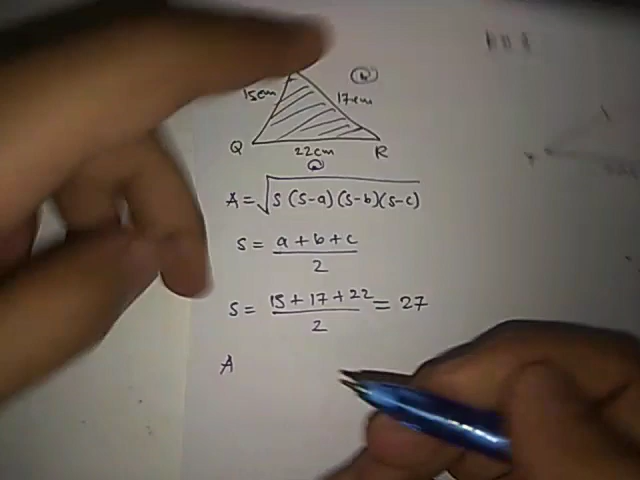 15cm 17cm (b)
Q R
22cm
(a)
A = √s(s-a)(s-b)(s-c)
s = a+b+c / 2
s = 15+17+22 / 2 = 27
A